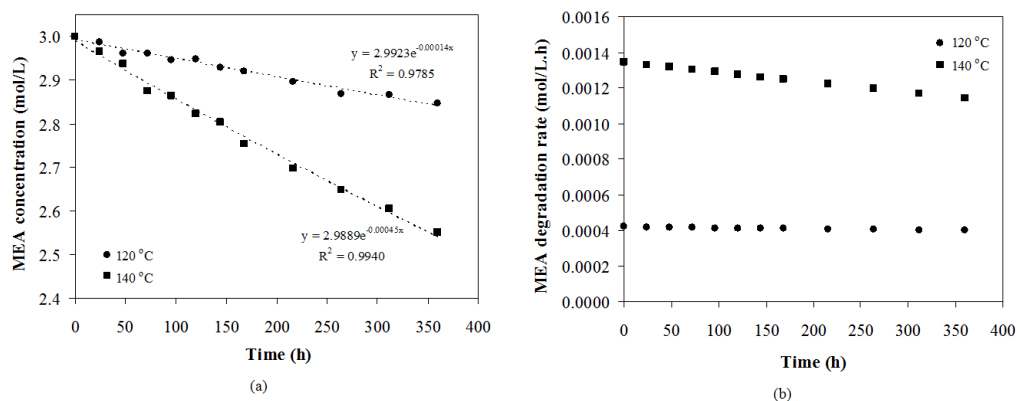 3.0
2.9
2.8
2.7
2.6
2.5
2.4
MEA concentration (mol/L)
y = 2.9923e^-0.00014x
R² = 0.9785
y = 2.9889e^-0.00045x
R² = 0.9940
120 °C
140 °C
0 50 100 150 200 250 300 350 400
Time (h)
(a)
0.0016
0.0014
0.0012
0.0010
0.0008
0.0006
0.0004
0.0002
0.0000
MEA degradation rate (mol/L.h)
120 °C
140 °C
0 50 100 150 200 250 300 350 400
Time (h)
(b)